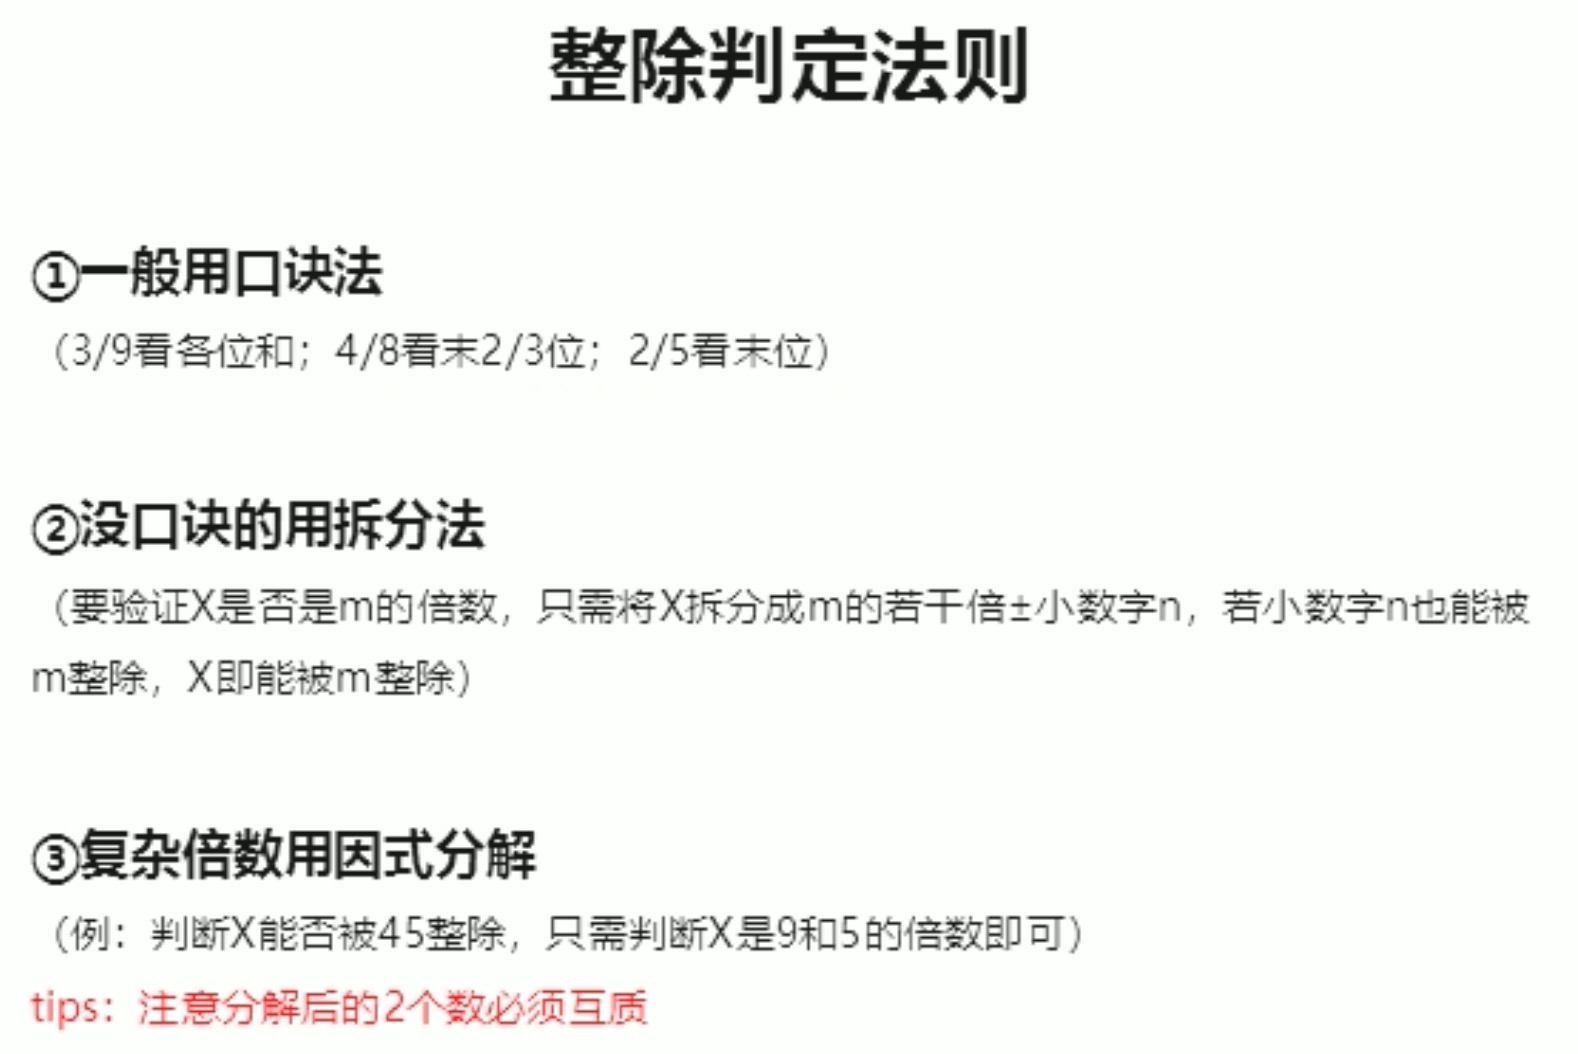 整除判定法则
①一般用口诀法
（3/9看各位和；4/8看末2/3位；2/5看末位）
②没口诀的用拆分法
（要验证X是否是m的倍数，只需将X拆分成m的若干倍±小数字n，若小数字n也能被
m整除，X即能被m整除）
③复杂倍数用因式分解
（例：判断X能否被45整除，只需判断X是9和5的倍数即可）
tips：注意分解后的2个数必须互质